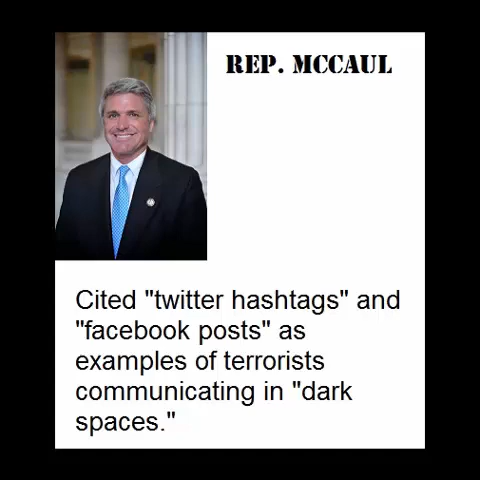 REP. MCCAUL
Cited "twitter hashtags" and
"facebook posts" as
examples of terrorists
communicating in "dark
spaces."